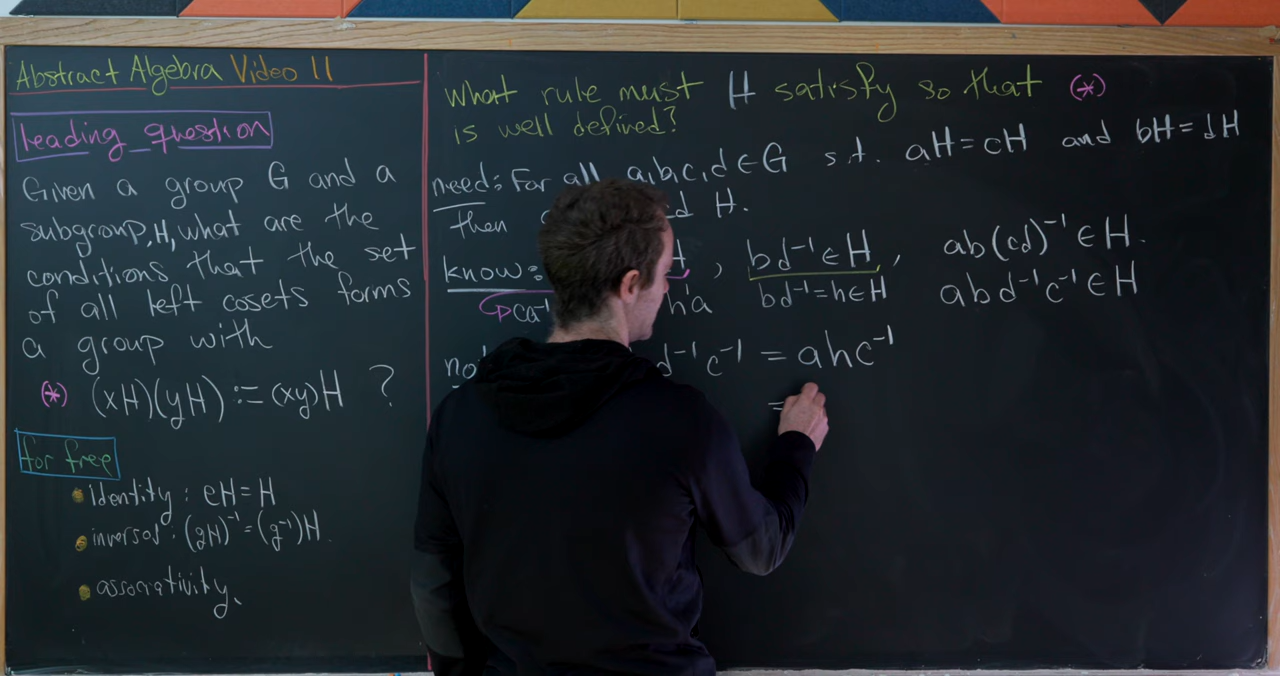 Abstract Algebra Video 11
leading question
Given a group G and a
subgroup, H, what are the
conditions that the set
of all left cosets forms
a group with
(*) (xH)(yH) := (xy)H ?
for free
• identity : eH = H
• inverses : (gH)⁻¹ = (g⁻¹)H.
• associativity.
What rule must H satisfy so that (*)
is well defined?
need: For all a,b,c,d ∈ G s.t. aH = cH and bH = dH
then H.
know: , bd⁻¹ ∈ H , ab(cd)⁻¹ ∈ H.
ca⁻¹ h'a bd⁻¹ = h ∈ H abd⁻¹c⁻¹ ∈ H
d⁻¹c⁻¹ = ahc⁻¹
=